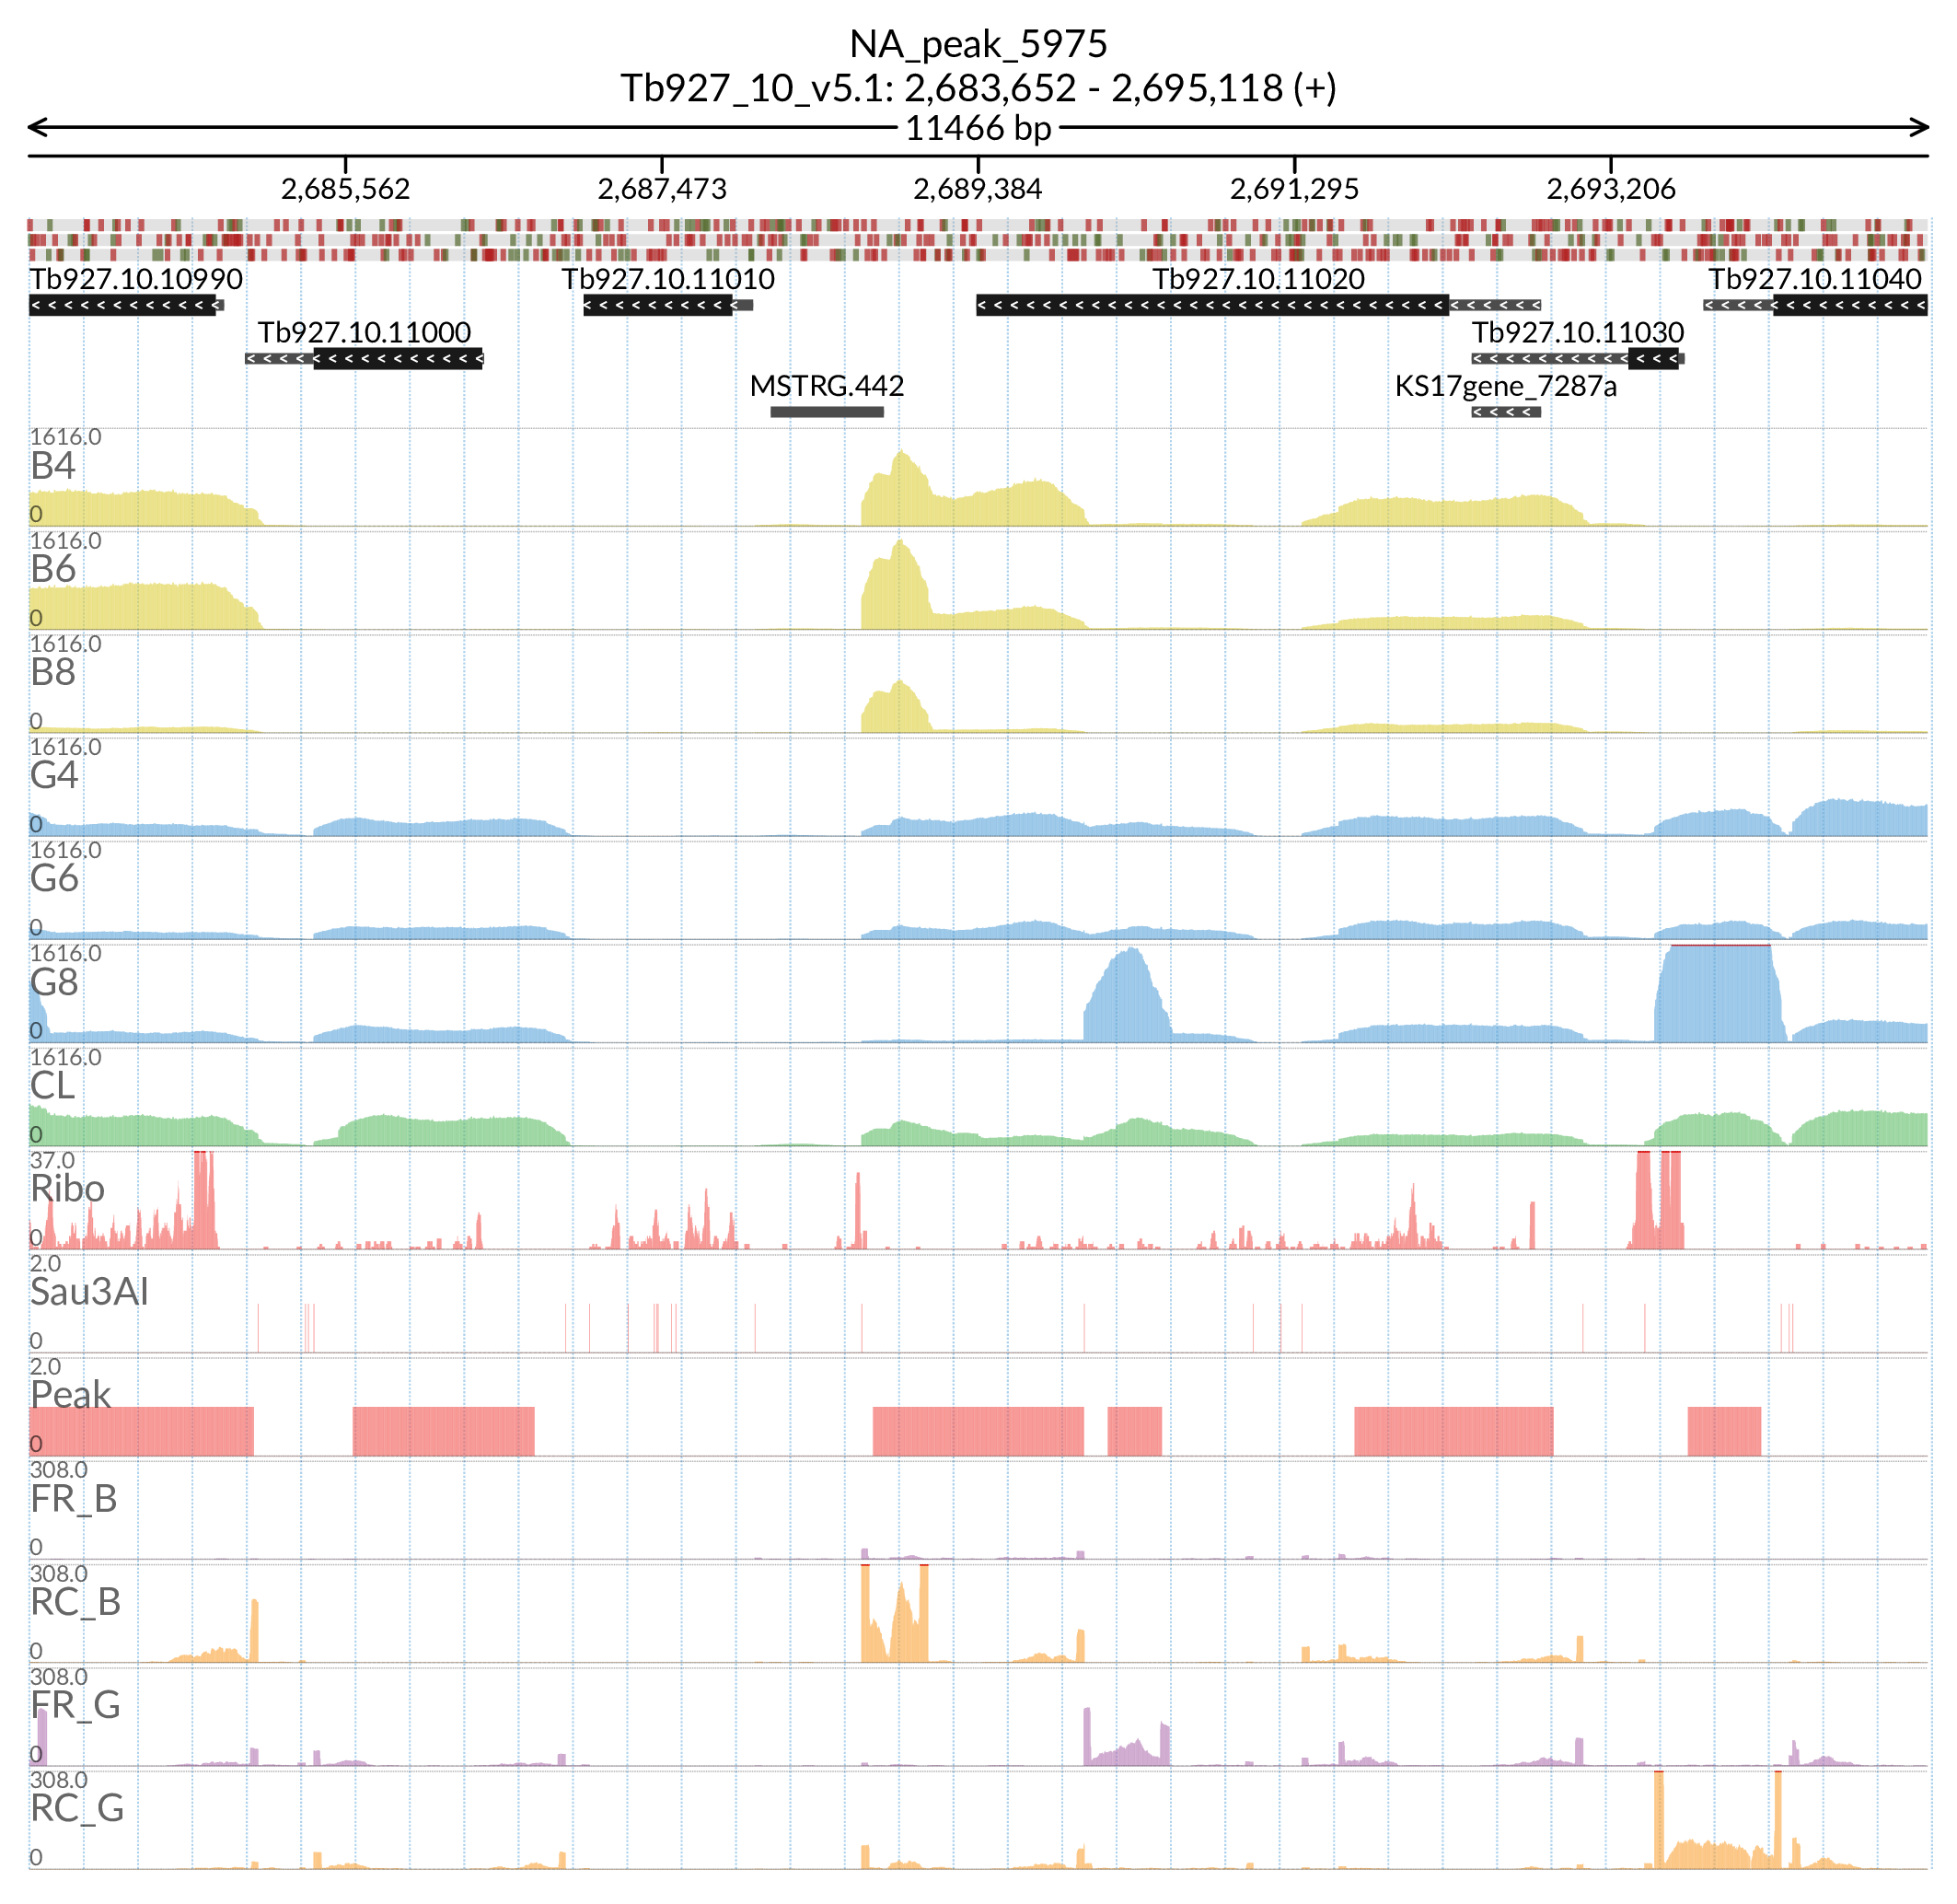 NA_peak_5975
Tb927_10_v5.1: 2,683,652 - 2,695,118 (+)
11466 bp
2,685,562 2,687,473 2,689,384 2,691,295 2,693,206
Tb927.10.10990 Tb927.10.11010 Tb927.10.11020 Tb927.10.11040
Tb927.10.11000 Tb927.10.11030
MSTRG.442 KS17gene_7287a
1616.0
B4
0
1616.0
B6
0
1616.0
B8
0
1616.0
G4
0
1616.0
G6
0
1616.0
G8
0
1616.0
CL
0
37.0
Ribo
0
2.0
Sau3AI
0
2.0
Peak
0
308.0
FR_B
0
308.0
RC_B
0
308.0
FR_G
0
308.0
RC_G
0